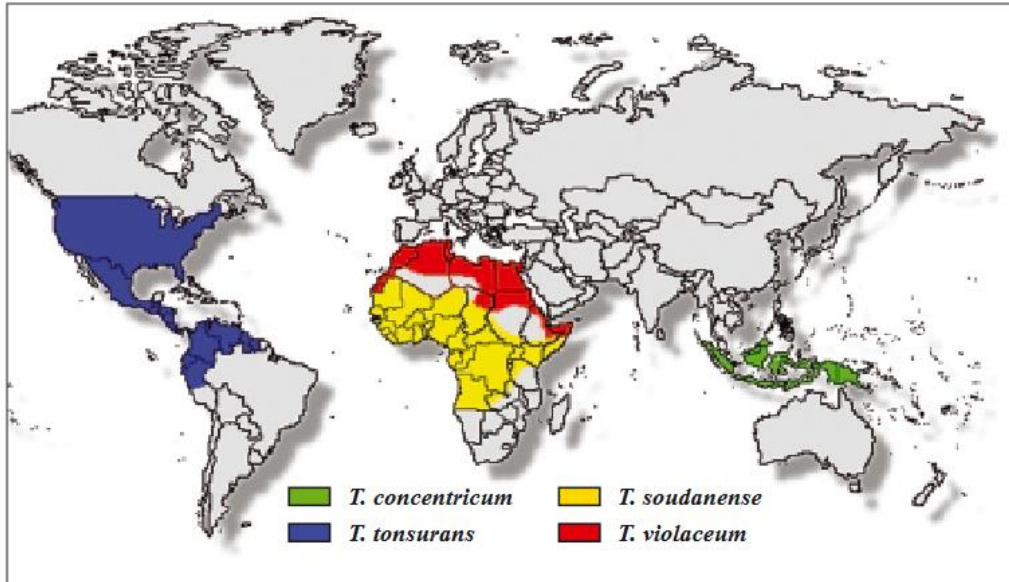 T. concentricum
T. soudanense
T. tonsurans
T. violaceum